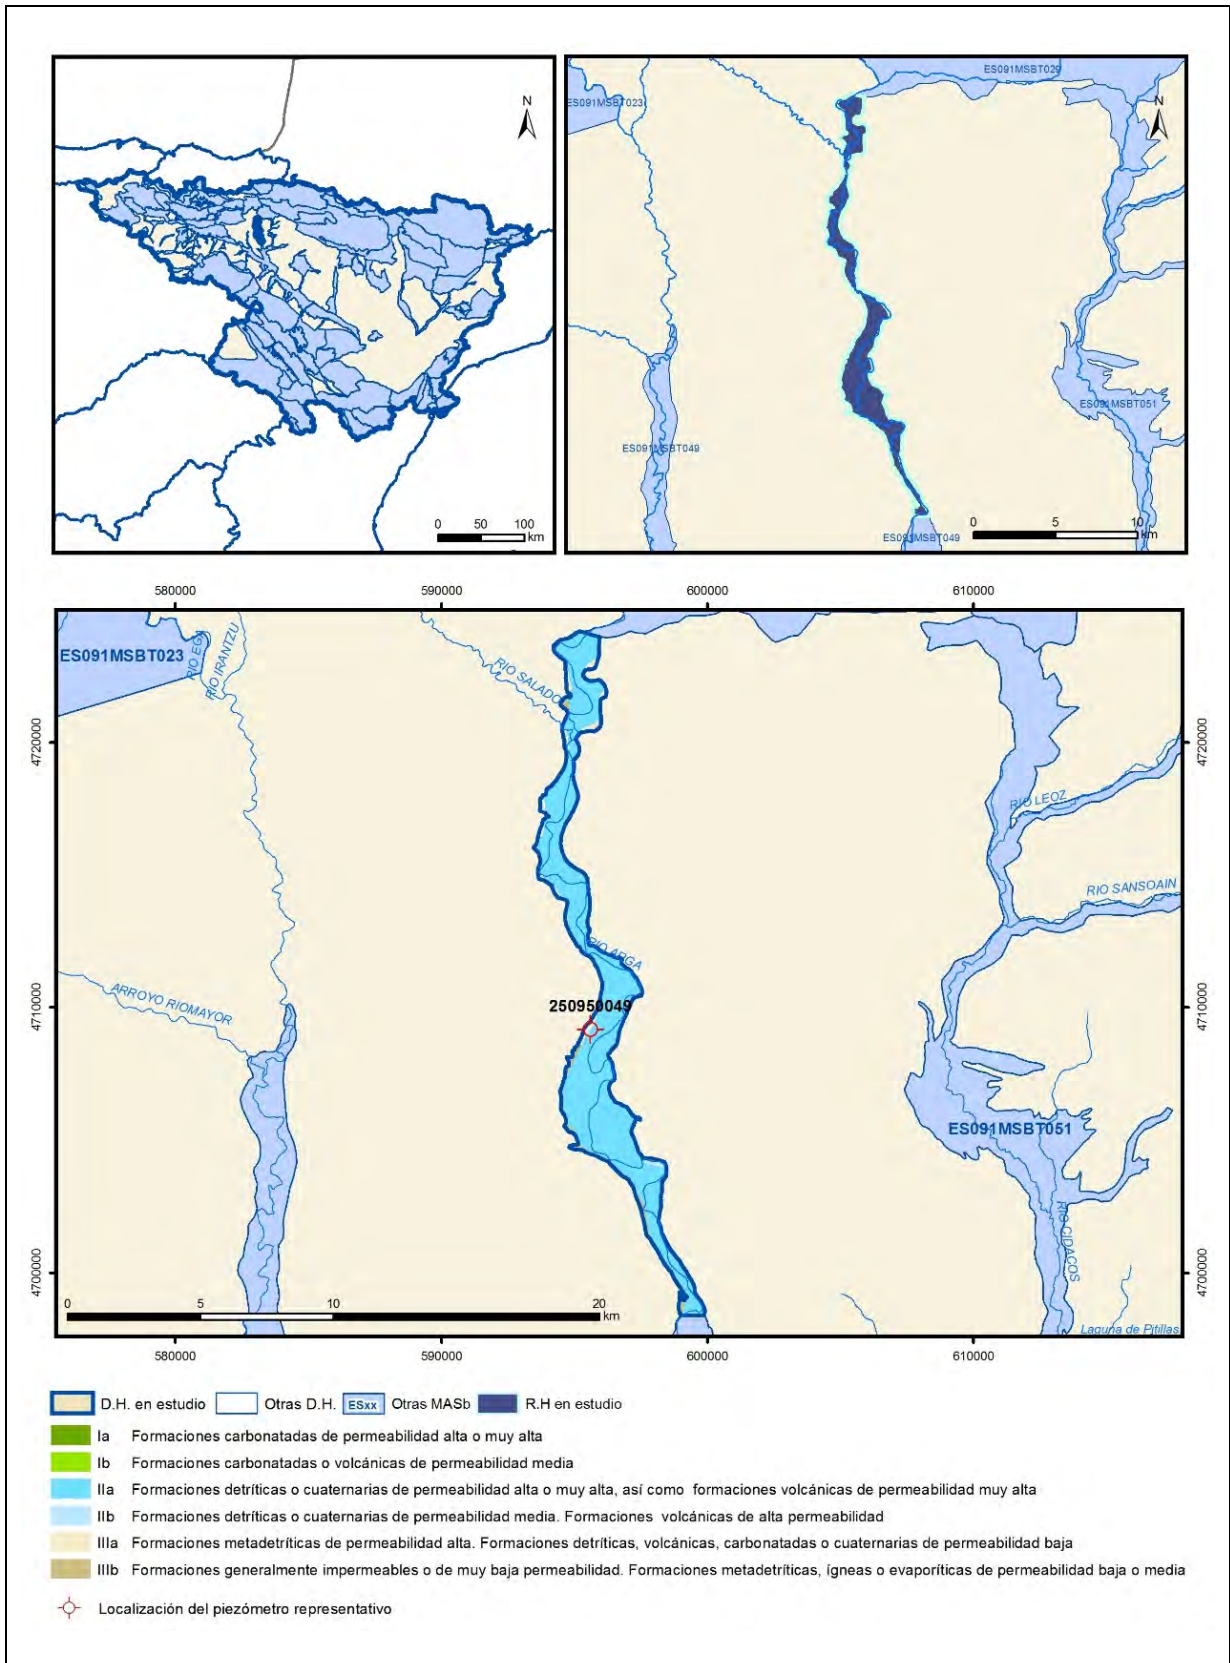 N
0 50 100
km
ES091MSBT029
ES091MSBT023
N
ES091MSBT051
ES091MSBT049
ES091MSBT049
0 5 10
km
580000 590000 600000 610000
ES091MSBT023
RIO EGA
RIO IRANTZU
RIO SALADO
4720000
4720000
RIO LEOZ
RIO SANSOAIN
RIO ARGA
ARROYO RIOMAYOR
250950049
4710000
4710000
ES091MSBT051
RIO CIDACOS
4700000
4700000
0 5 10 20
km
Laguna de Pitillas
580000 590000 600000 610000
D.H. en estudio Otras D.H. ESxx Otras MASb R.H en estudio
Ia Formaciones carbonatadas de permeabilidad alta o muy alta
Ib Formaciones carbonatadas o volcánicas de permeabilidad media
IIa Formaciones detríticas o cuaternarias de permeabilidad alta o muy alta, así como formaciones volcánicas de permeabilidad muy alta
IIb Formaciones detríticas o cuaternarias de permeabilidad media. Formaciones volcánicas de alta permeabilidad
IIIa Formaciones metadetríticas de permeabilidad alta. Formaciones detríticas, volcánicas, carbonatadas o cuaternarias de permeabilidad baja
IIIb Formaciones generalmente impermeables o de muy baja permeabilidad. Formaciones metadetríticas, ígneas o evaporíticas de permeabilidad baja o media
Localización del piezómetro representativo